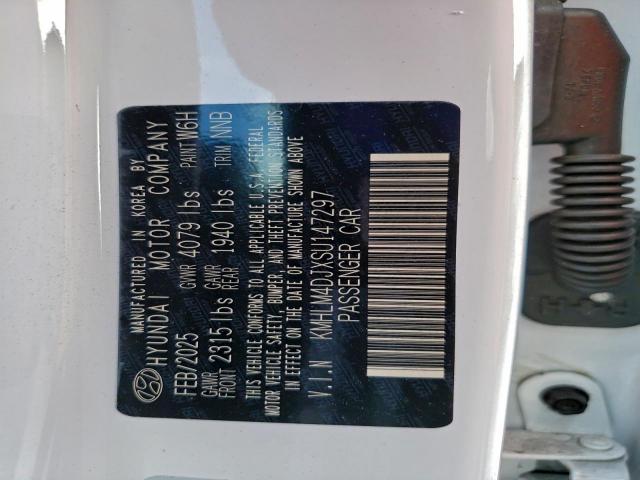 MANUFACTURED IN KOREA BY
HYUNDAI MOTOR COMPANY
FEB/2025 GVWR 4079 lbs PAINT W6H
GAWR FRONT 2315 lbs GAWR REAR 1940 lbs TRIM NNB
THIS VEHICLE CONFORMS TO ALL APPLICABLE U.S.A. FEDERAL
MOTOR VEHICLE SAFETY, BUMPER, AND THEFT PREVENTION STANDARDS
IN EFFECT ON THE DATE OF MANUFACTURE SHOWN ABOVE
V.I.N KMHLM4DJXSU147297
PASSENGER CAR